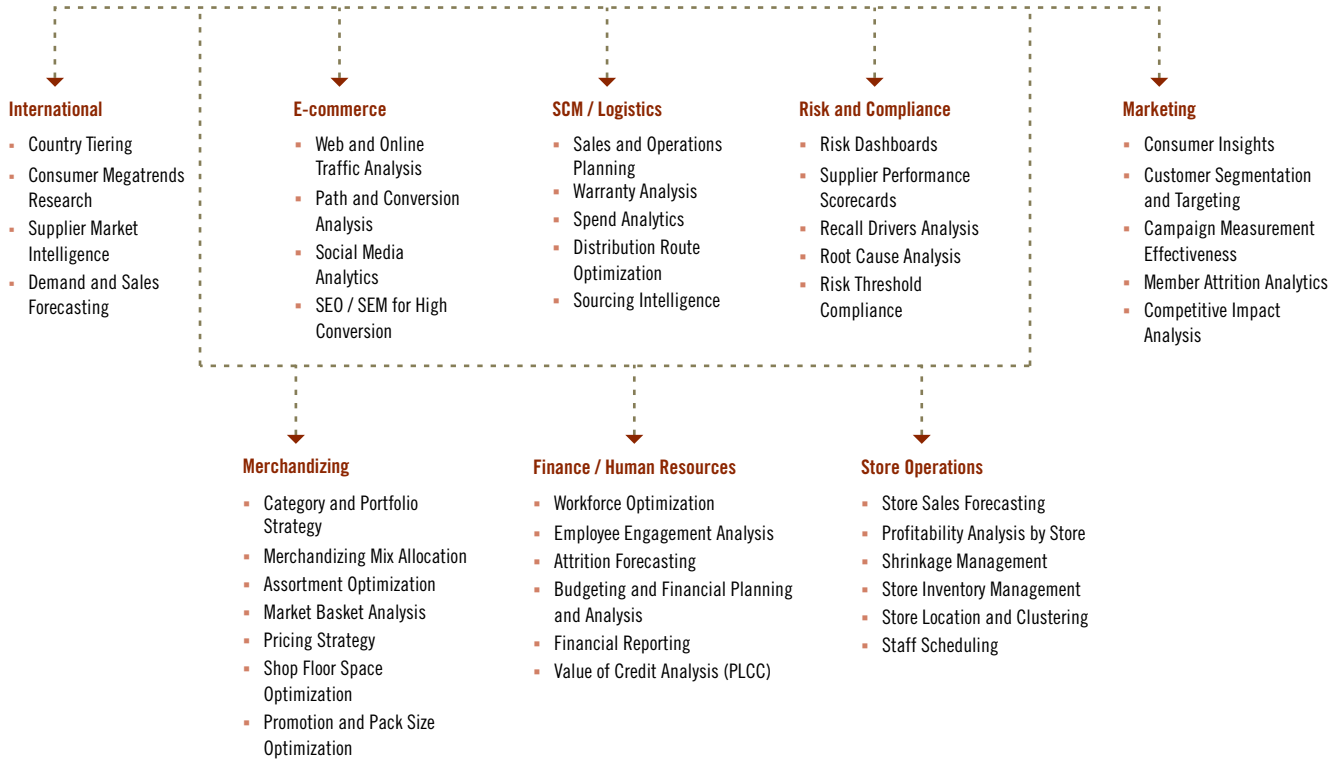 International
Country Tiering
Consumer Megatrends
Research
Supplier Market
Intelligence
Demand and Sales
Forecasting
E-commerce
Web and Online
Traffic Analysis
Path and Conversion
Analysis
Social Media
Analytics
SEO / SEM for High
Conversion
SCM / Logistics
Sales and Operations
Planning
Warranty Analysis
Spend Analytics
Distribution Route
Optimization
Sourcing Intelligence
Risk and Compliance
Risk Dashboards
Supplier Performance
Scorecards
Recall Drivers Analysis
Root Cause Analysis
Risk Threshold
Compliance
Marketing
Consumer Insights
Customer Segmentation
and Targeting
Campaign Measurement
Effectiveness
Member Attrition Analytics
Competitive Impact
Analysis
Merchandizing
Category and Portfolio
Strategy
Merchandizing Mix Allocation
Assortment Optimization
Market Basket Analysis
Pricing Strategy
Shop Floor Space
Optimization
Promotion and Pack Size
Optimization
Finance / Human Resources
Workforce Optimization
Employee Engagement Analysis
Attrition Forecasting
Budgeting and Financial Planning
and Analysis
Financial Reporting
Value of Credit Analysis (PLCC)
Store Operations
Store Sales Forecasting
Profitability Analysis by Store
Shrinkage Management
Store Inventory Management
Store Location and Clustering
Staff Scheduling